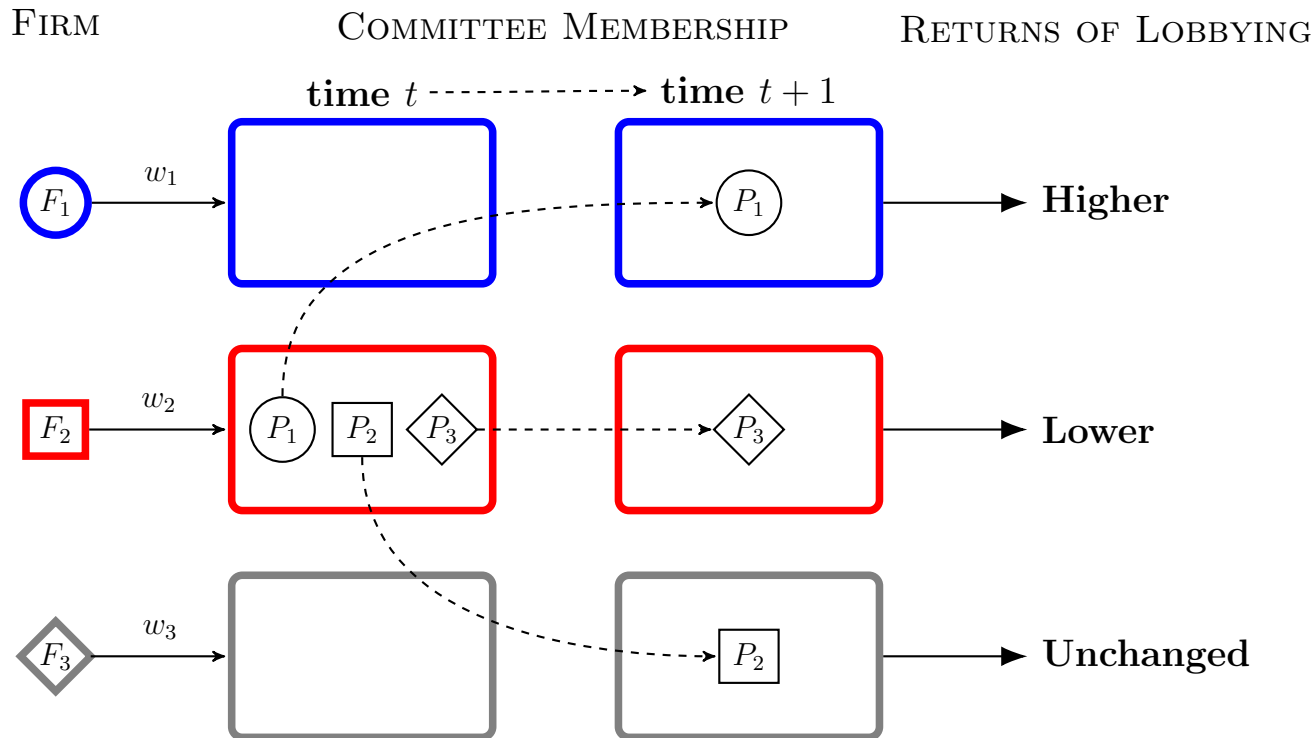 FIRM COMMITTEE MEMBERSHIP RETURNS OF LOBBYING
time t time t + 1
F₁ w₁ P₁ Higher
F₂ w₂ P₁ P₂ P₃ P₃ Lower
F₃ w₃ P₂ Unchanged